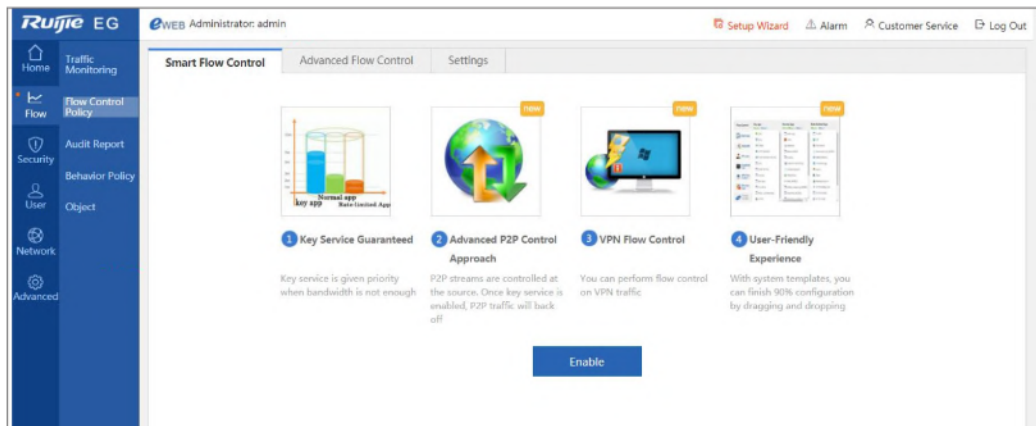 Ruijie EG
eWEB Administrator: admin
Setup Wizard
Alarm
Customer Service
Log Out
Home
Flow
Security
User
Network
Advanced
Traffic
Monitoring
Flow Control
Policy
Audit Report
Behavior Policy
Object
Smart Flow Control
Advanced Flow Control
Settings
key app
Normal app
Rate-limited App
1 Key Service Guaranteed
Key service is given priority
when bandwidth is not enough
new
2 Advanced P2P Control
Approach
P2P streams are controlled at
the source. Once key service is
enabled, P2P traffic will back
off
new
3 VPN Flow Control
You can perform flow control
on VPN traffic
new
4 User-Friendly
Experience
With system templates, you
can finish 90% configuration
by dragging and dropping
Enable